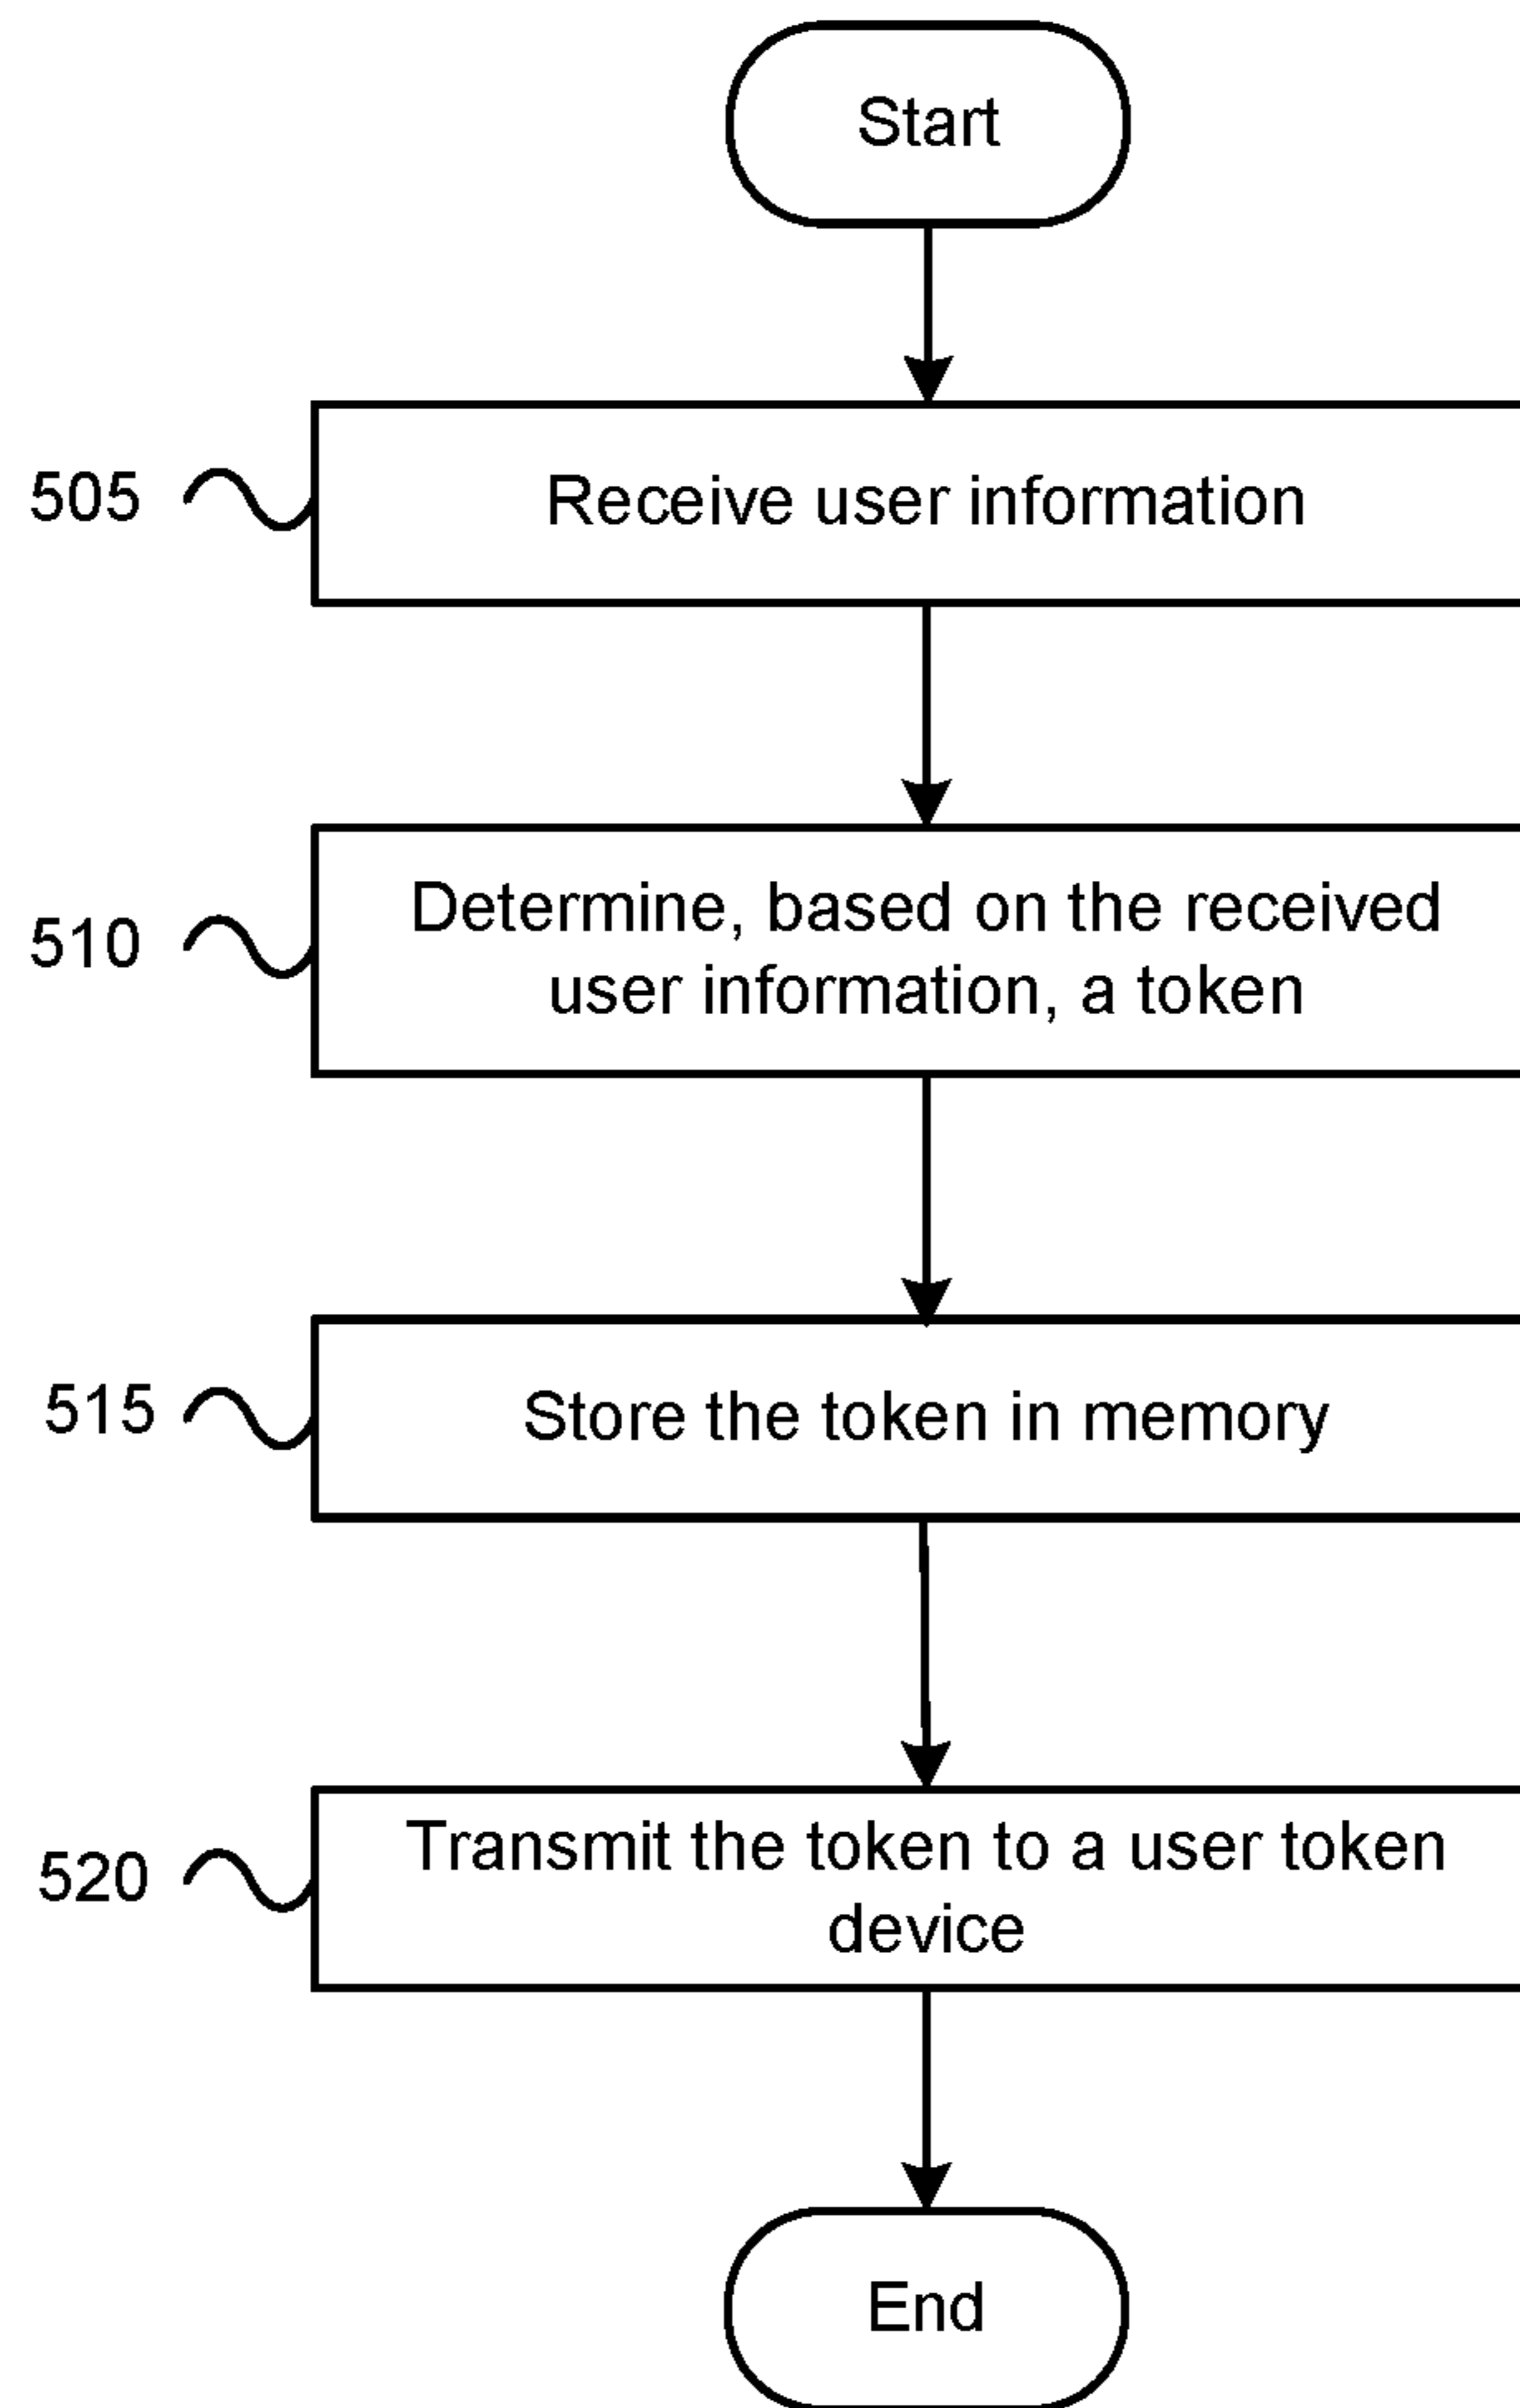 Start
505
Receive user information
510
Determine, based on the received
user information, a token
515
Store the token in memory
520
Transmit the token to a user token
device
End